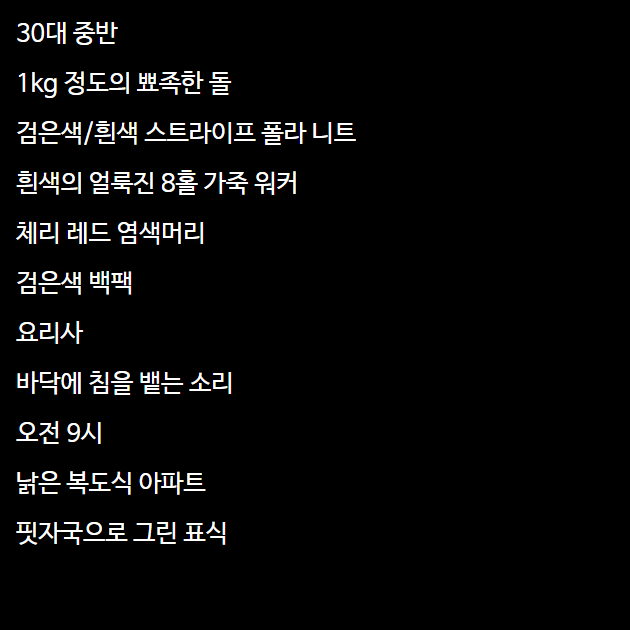 30대 중반
1kg 정도의 뾰족한 돌
검은색/흰색 스트라이프 폴라 니트
흰색의 얼룩진 8홀 가죽 워커
체리 레드 염색머리
검은색 백팩
요리사
바닥에 침을 뱉는 소리
오전 9시
낡은 복도식 아파트
핏자국으로 그린 표식